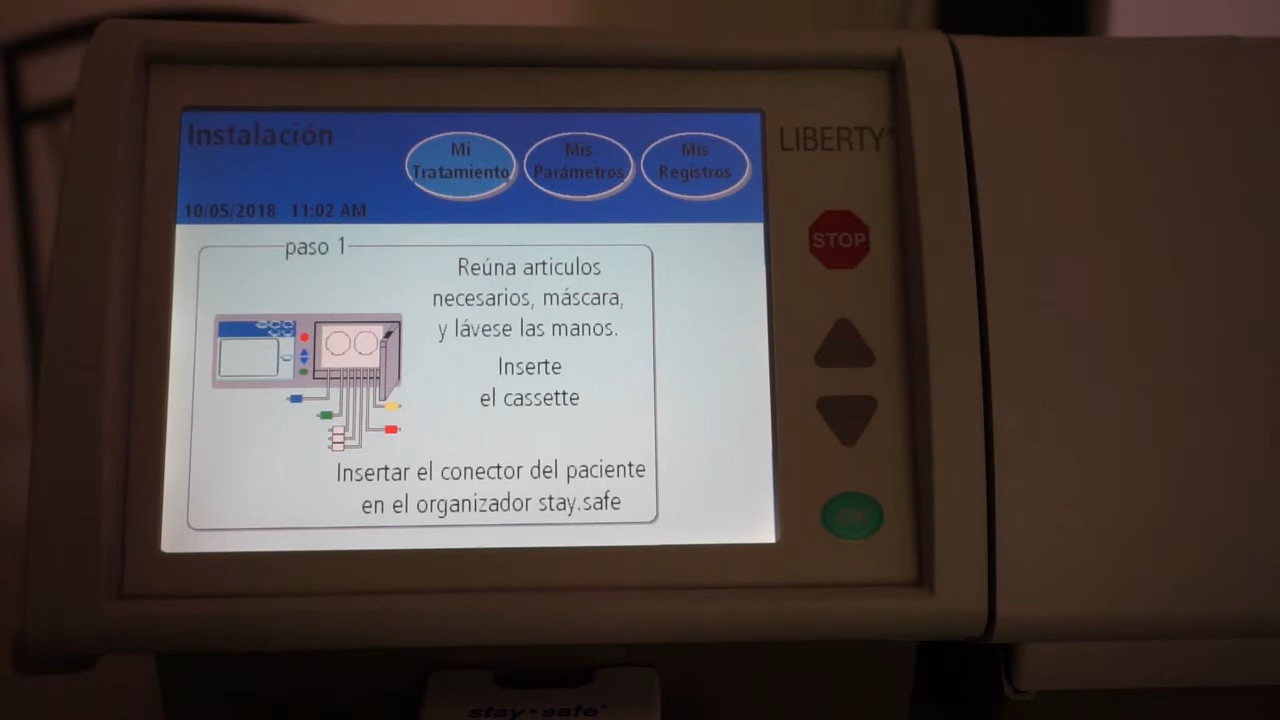 Instalación
Mi
Tratamiento
Mis
Parámetros
Mis
Registros
10/05/2018 11:02 AM
LIBERTY
STOP
paso 1
Reúna articulos
necesarios, máscara,
y lávese las manos.
Inserte
el cassette
Insertar el conector del paciente
en el organizador stay.safe
OK
stay•safe